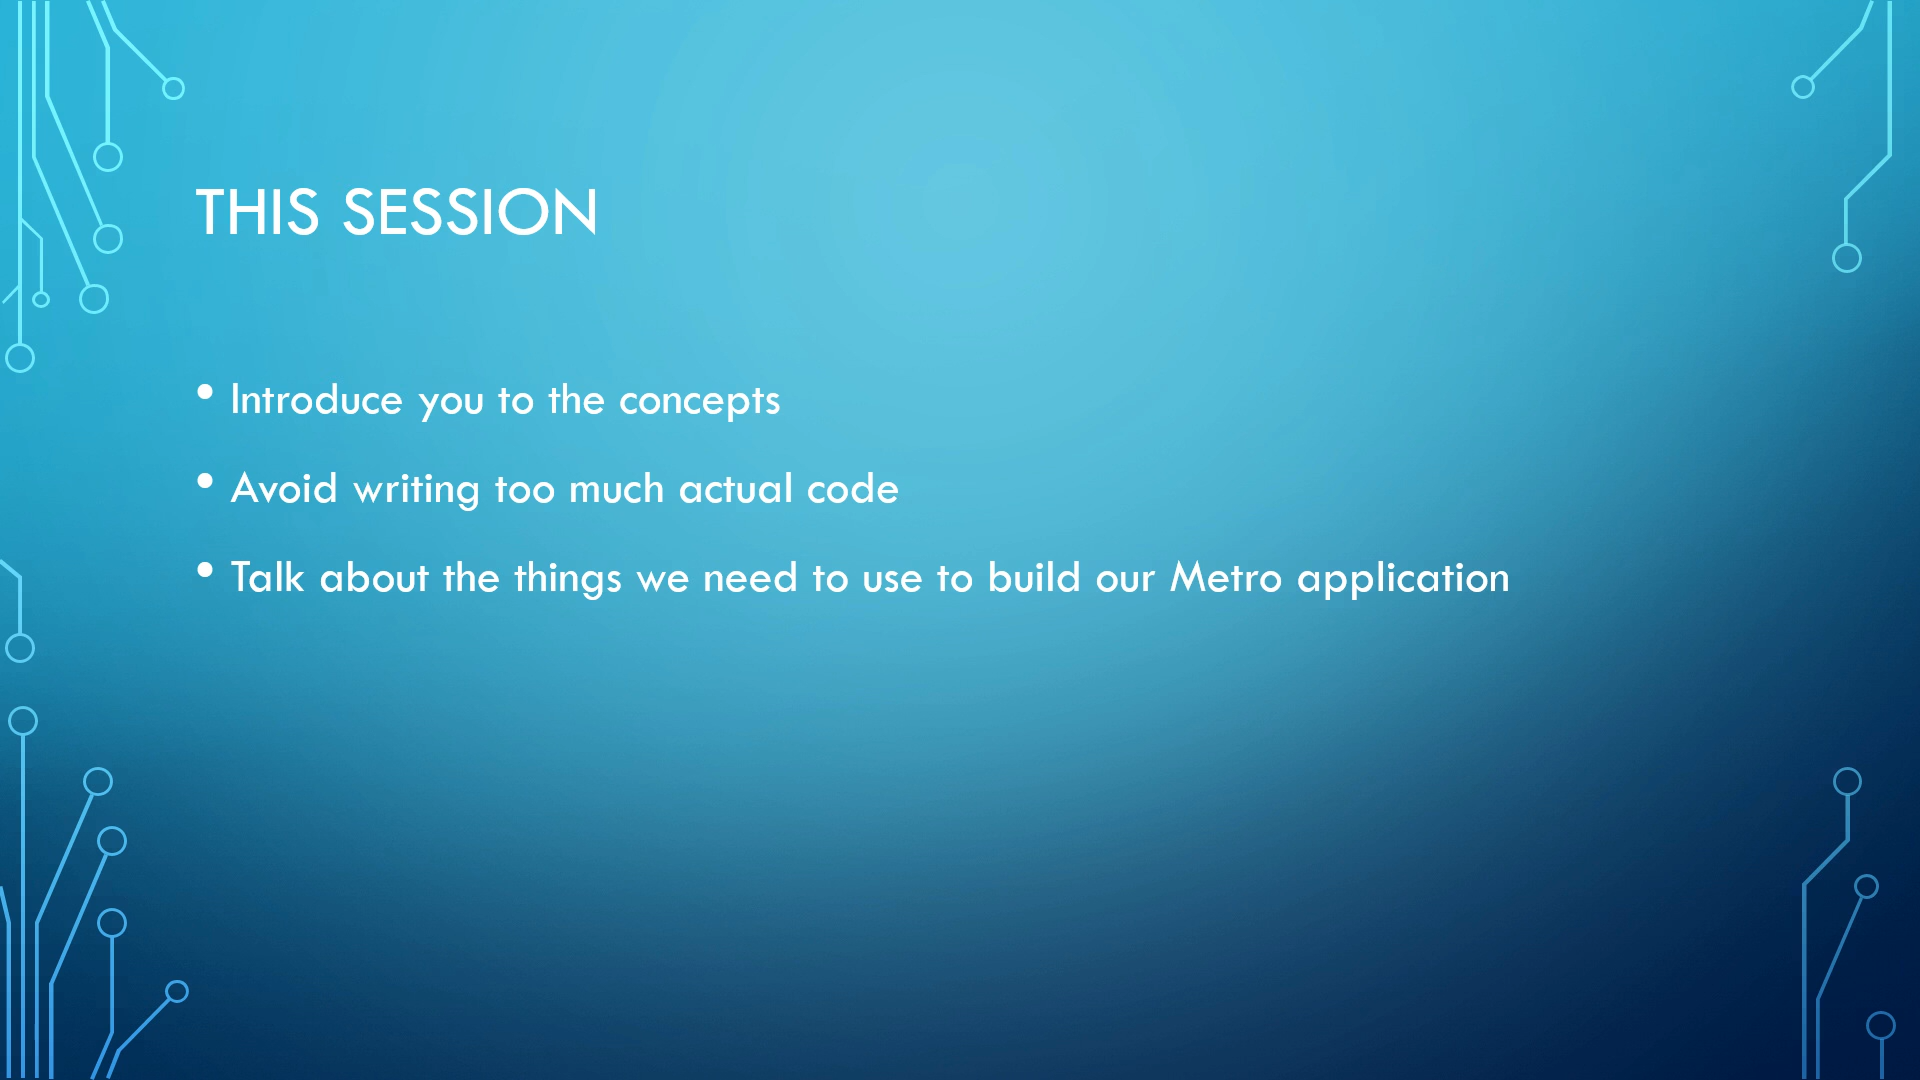 THIS SESSION
• Introduce you to the concepts
• Avoid writing too much actual code
• Talk about the things we need to use to build our Metro application